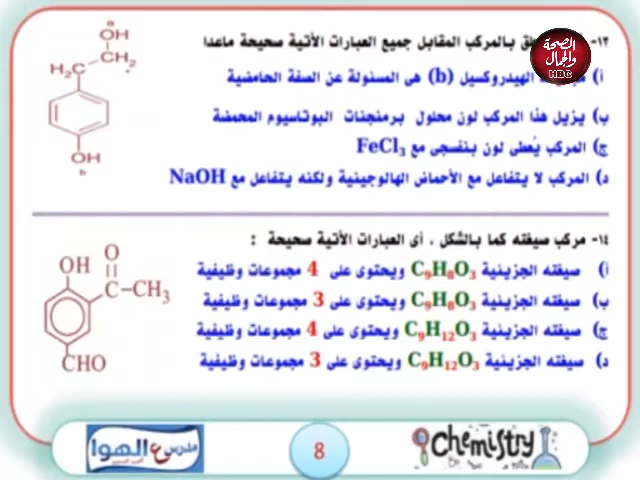 الصحة والجمال
HBG
١٣- بالمركب المقابل جميع العبارات الأتية صحيحة ماعدا
أ) الهيدروكسيل (b) هى المسئولة عن الصفة الحامضية
ب) يزيل هذا المركب لون محلول برمنجنات البوتاسيوم المحمضة
ج) المركب يُعطى لون بنفسجى مع FeCl3
د) المركب لا يتفاعل مع الأحماض الهالوجينية ولكنه يتفاعل مع NaOH
a
OH
H2C CH2
OH
b
١٤- مركب صيغته كما بالشكل ، أى العبارات الأتية صحيحة :
أ) صيغته الجزيئية C9H8O3 ويحتوى على 4 مجموعات وظيفية
ب) صيغته الجزيئية C9H8O3 ويحتوى على 3 مجموعات وظيفية
ج) صيغته الجزيئية C9H12O3 ويحتوى على 4 مجموعات وظيفية
د) صيغته الجزيئية C9H12O3 ويحتوى على 3 مجموعات وظيفية
O
OH
C-CH3
CHO
مدرس ع الهوا
8
Chemistry